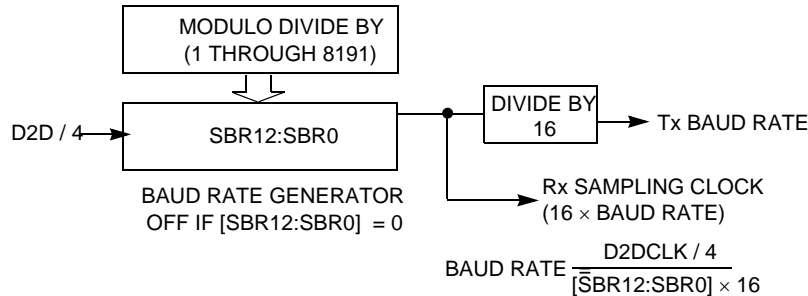 MODULO DIVIDE BY
(1 THROUGH 8191)
D2D / 4
SBR12:SBR0
DIVIDE BY
16
Tx BAUD RATE
BAUD RATE GENERATOR
OFF IF [SBR12:SBR0] = 0
Rx SAMPLING CLOCK
(16 × BAUD RATE)
BAUD RATE =
D2DCLK / 4
[SBR12:SBR0] × 16